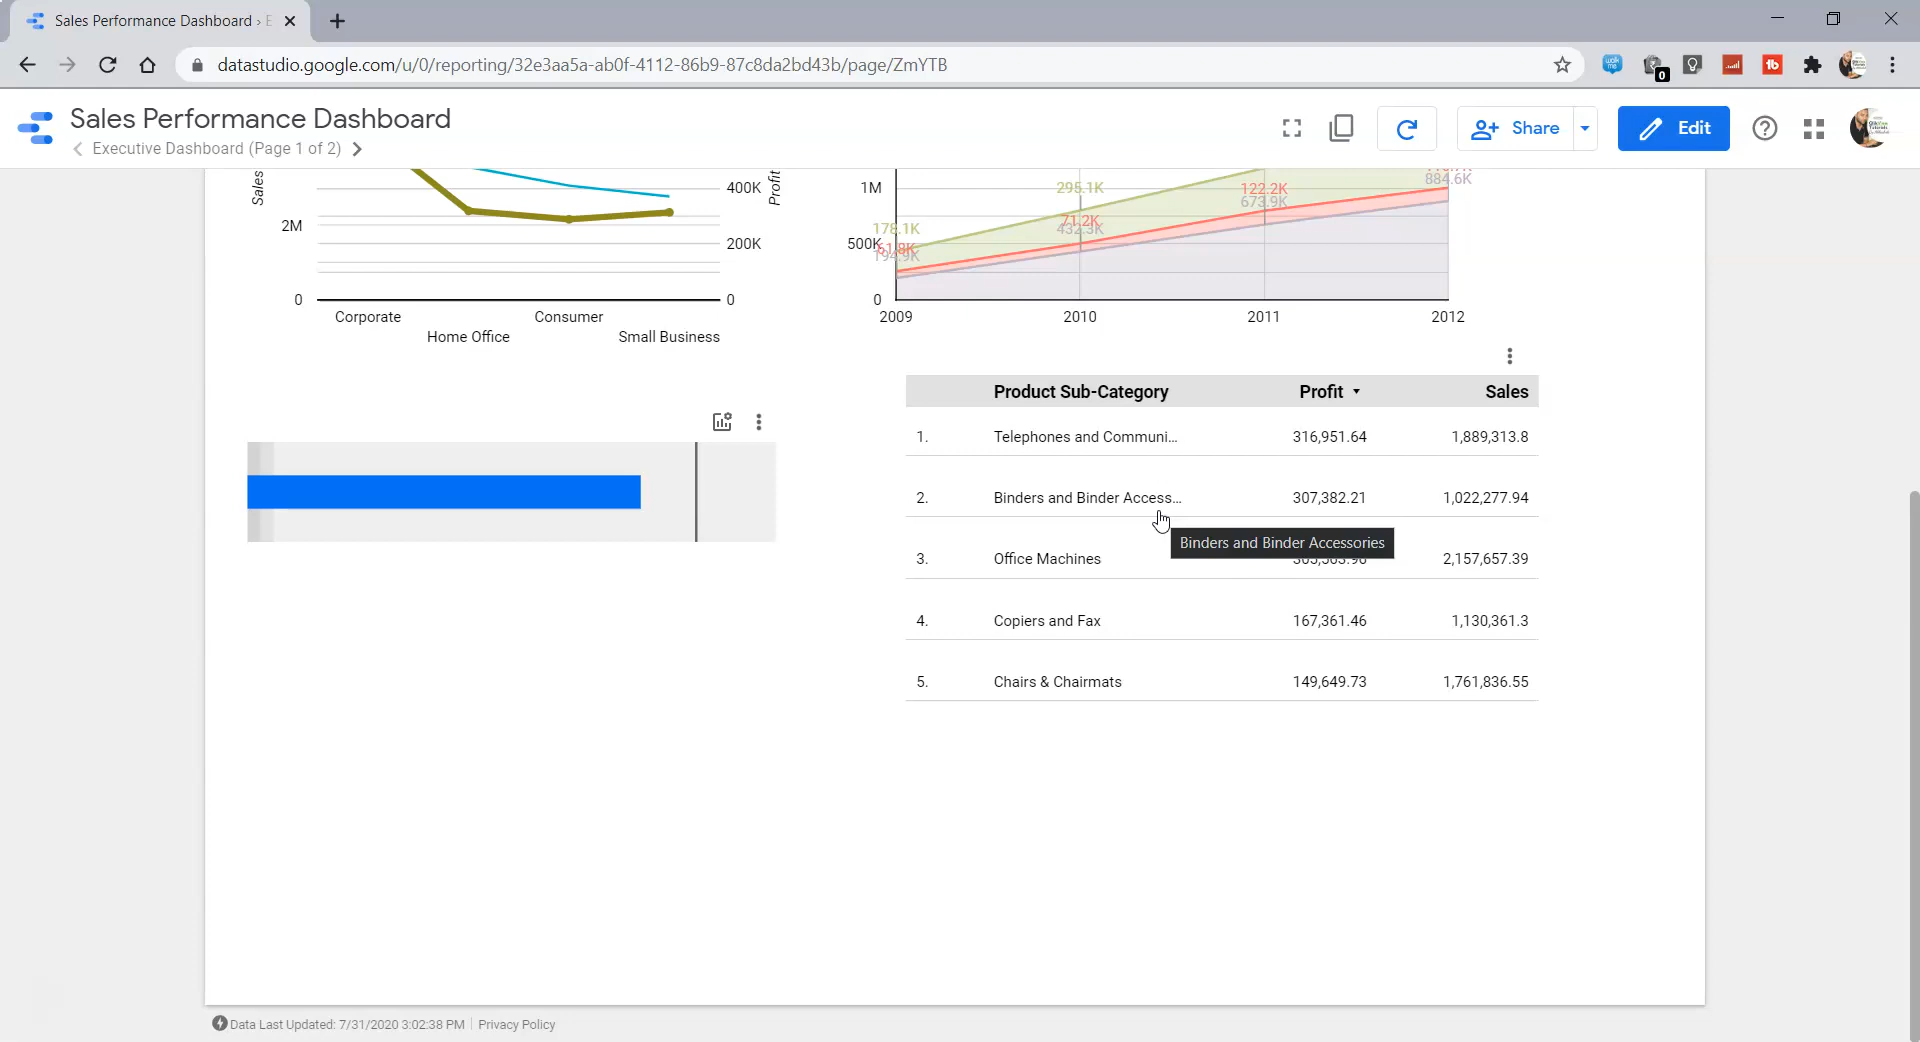 Sales Performance Dashboard › E
datastudio.google.com/u/0/reporting/32e3aa5a-ab0f-4112-86b9-87c8da2bd43b/page/ZmYTB
0
Sales Performance Dashboard
Executive Dashboard (Page 1 of 2)
Share
Edit
Sales
Profit
400K
2M
200K
0
0
Corporate
Consumer
Home Office
Small Business
1M
500K
0
178.1K
61.8K
194.9K
295.1K
71.2K
432.3K
122.2K
673.9K
884.6K
2009
2010
2011
2012
Product Sub-Category Profit Sales
1. Telephones and Communi... 316,951.64 1,889,313.8
2. Binders and Binder Access... 307,382.21 1,022,277.94
Binders and Binder Accessories
3. Office Machines 2,157,657.39
4. Copiers and Fax 167,361.46 1,130,361.3
5. Chairs & Chairmats 149,649.73 1,761,836.55
Data Last Updated: 7/31/2020 3:02:38 PM
Privacy Policy